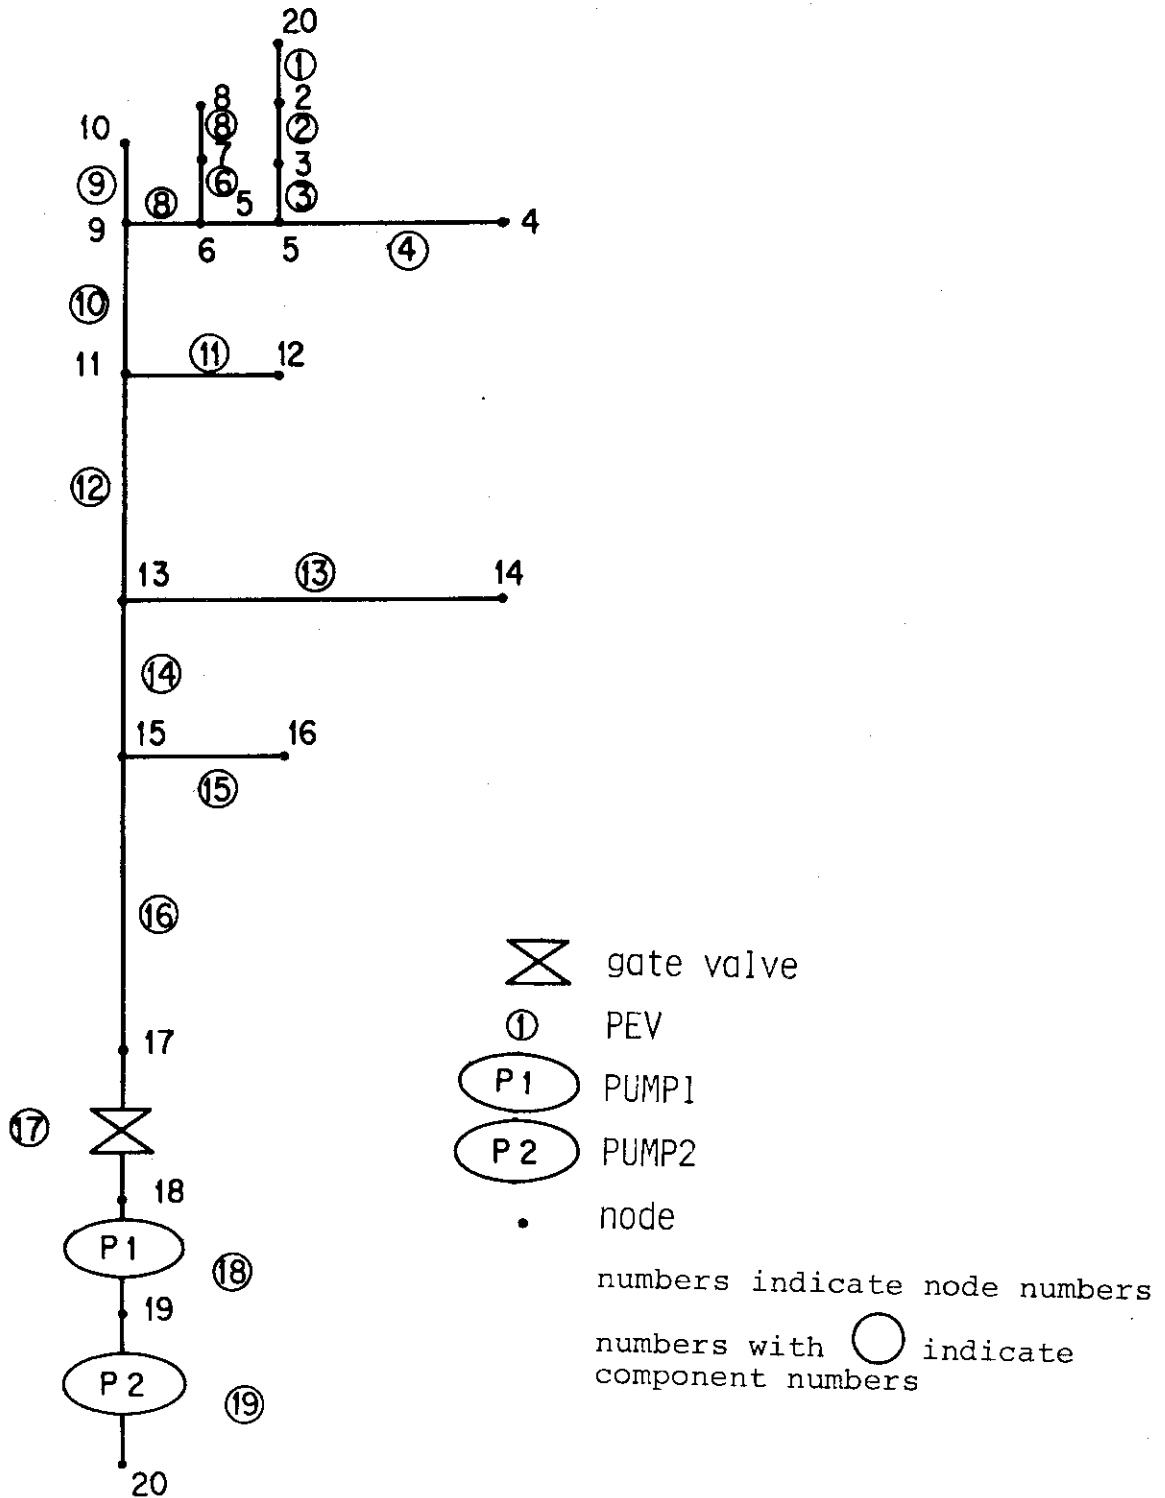 20
①
8 2
⑧ ②
10
7 3
⑨ ⑥ ③
⑧ 5
9 6 5 4
④
⑩
11 ⑪ 12
⑫
13 ⑬ 14
⑭
15 16
⑮
⑯
gate valve
① PEV
17
P1 PUMP1
⑰
P2 PUMP2
18
node
P1
⑱
numbers indicate node numbers
19
numbers with ◯ indicate
component numbers
P2
⑲
20